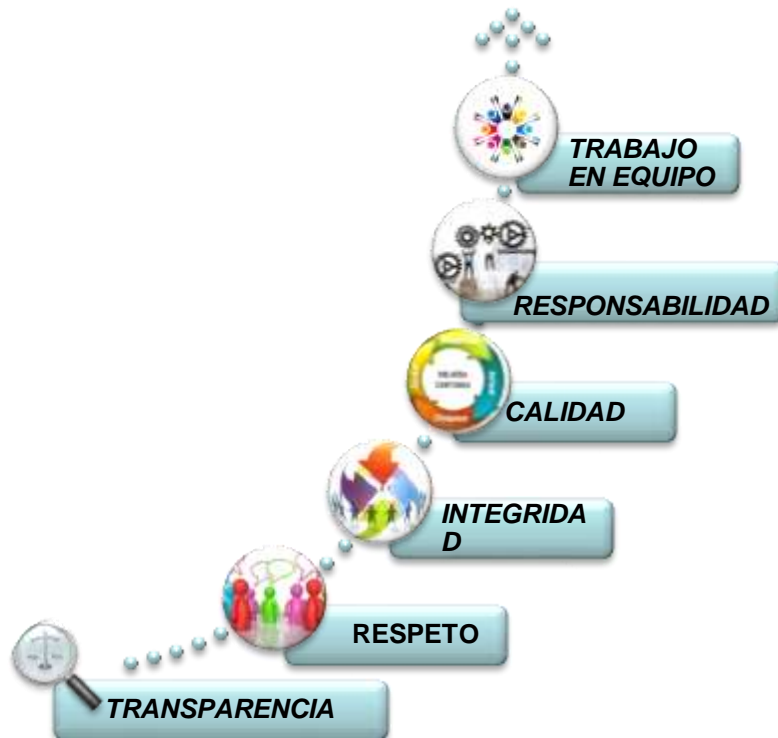 TRABAJO
EN EQUIPO
RESPONSABILIDAD
CALIDAD
INTEGRIDA
D
RESPETO
TRANSPARENCIA